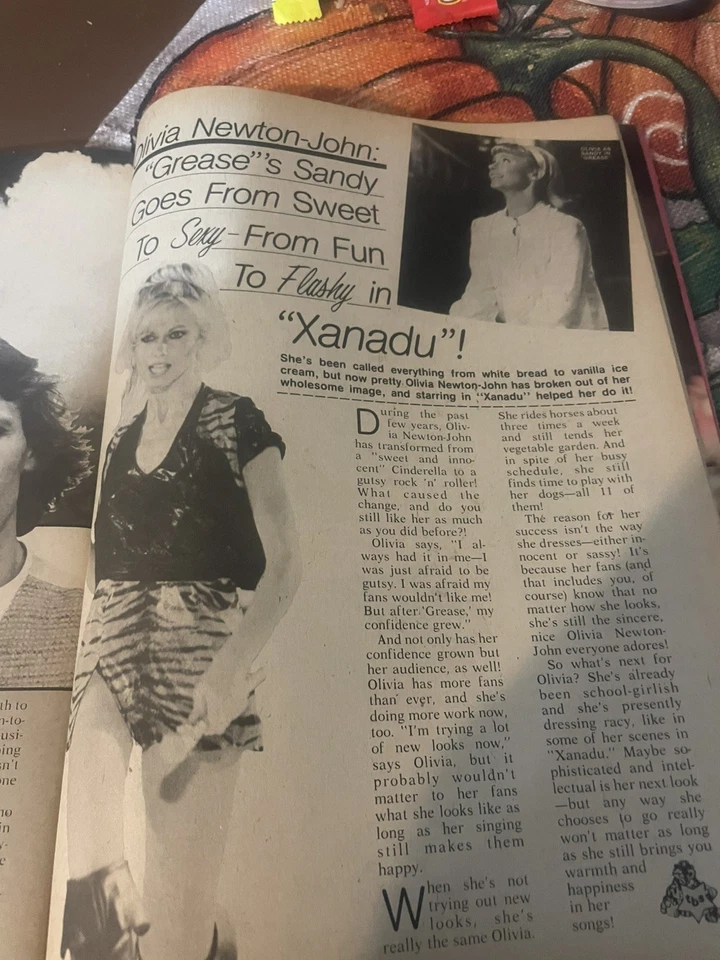 Olivia Newton-John:
"Grease"'s Sandy
Goes From Sweet
To Sexy-From Fun
To Flashy in
"Xanadu"!
OLIVIA AS
SANDY IN
"GREASE"
She's been called everything from white bread to vanilla ice
cream, but now pretty Olivia Newton-John has broken out of her
wholesome image, and starring in "Xanadu" helped her do it!
During the past
few years, Oliv-
ia Newton-John
has transformed from
a "sweet and inno-
cent" Cinderella to a
gutsy rock 'n' roller!
What caused the
change, and do you
still like her as much
as you did before?!
Olivia says, "I al-
ways had it in me—I
was just afraid to be
gutsy. I was afraid my
fans wouldn't like me!
But after 'Grease,' my
confidence grew."
And not only has her
confidence grown but
her audience, as well!
Olivia has more fans
than ever, and she's
doing more work now,
too. "I'm trying a lot
of new looks now,"
says Olivia, but it
probably wouldn't
matter to her fans
what she looks like as
long as her singing
still makes them
happy.
When she's not
trying out new
looks, she's
really the same Olivia.
She rides horses about
three times a week
and still tends her
vegetable garden. And
in spite of her busy
schedule, she still
finds time to play with
her dogs—all 11 of
them!
The reason for her
success isn't the way
she dresses—either in-
nocent or sassy! It's
because her fans (and
that includes you, of
course) know that no
matter how she looks,
she's still the sincere,
nice Olivia Newton-
John everyone adores!
So what's next for
Olivia? She's already
been school-girlish
and she's presently
dressing racy, like in
some of her scenes in
"Xanadu." Maybe so-
phisticated and intel-
lectual is her next look
—but any way she
chooses to go really
won't matter as long
as she still brings you
warmth and
happiness
in her
songs!